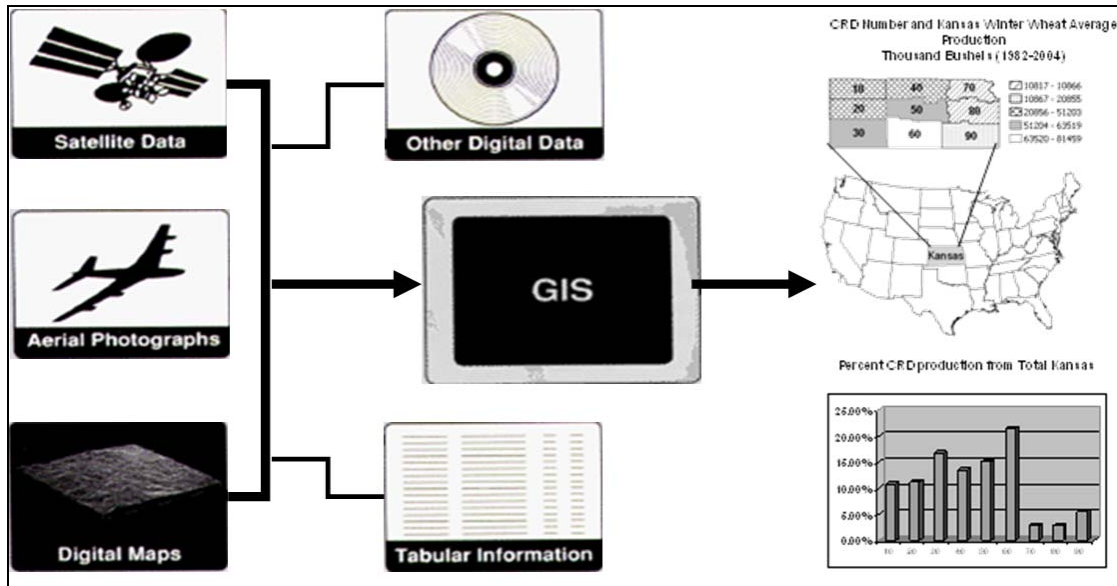 Satellite Data
Other Digital Data
Aerial Photographs
GIS
Digital Maps
Tabular Information
CRD Number and Kansas Winter Wheat Average
Production
Thousand Bushels (1982-2004)
10 40 70
20 50 80
30 60 90
10817 - 10866
10867 - 20855
20856 - 51203
51204 - 63519
63520 - 81459
Kansas
Percent CRD production from Total Kansas
25.00%
20.00%
15.00%
10.00%
5.00%
0.00%
10 20 30 40 50 60 70 80 90